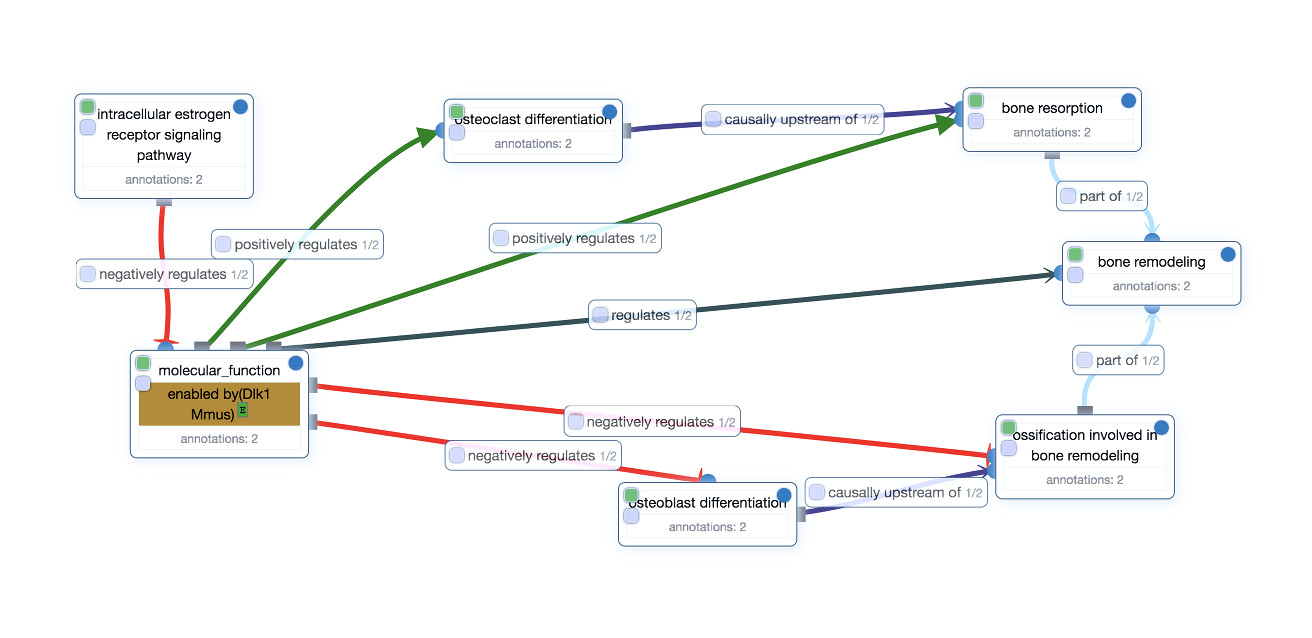 intracellular estrogen
receptor signaling
pathway
annotations: 2
osteoclast differentiation
annotations: 2
causally upstream of 1/2
bone resorption
annotations: 2
part of 1/2
positively regulates 1/2
positively regulates 1/2
negatively regulates 1/2
bone remodeling
annotations: 2
regulates 1/2
molecular_function
enabled by(Dlk1
Mmus) E
annotations: 2
part of 1/2
negatively regulates 1/2
negatively regulates 1/2
ossification involved in
bone remodeling
annotations: 2
osteoblast differentiation
annotations: 2
causally upstream of 1/2